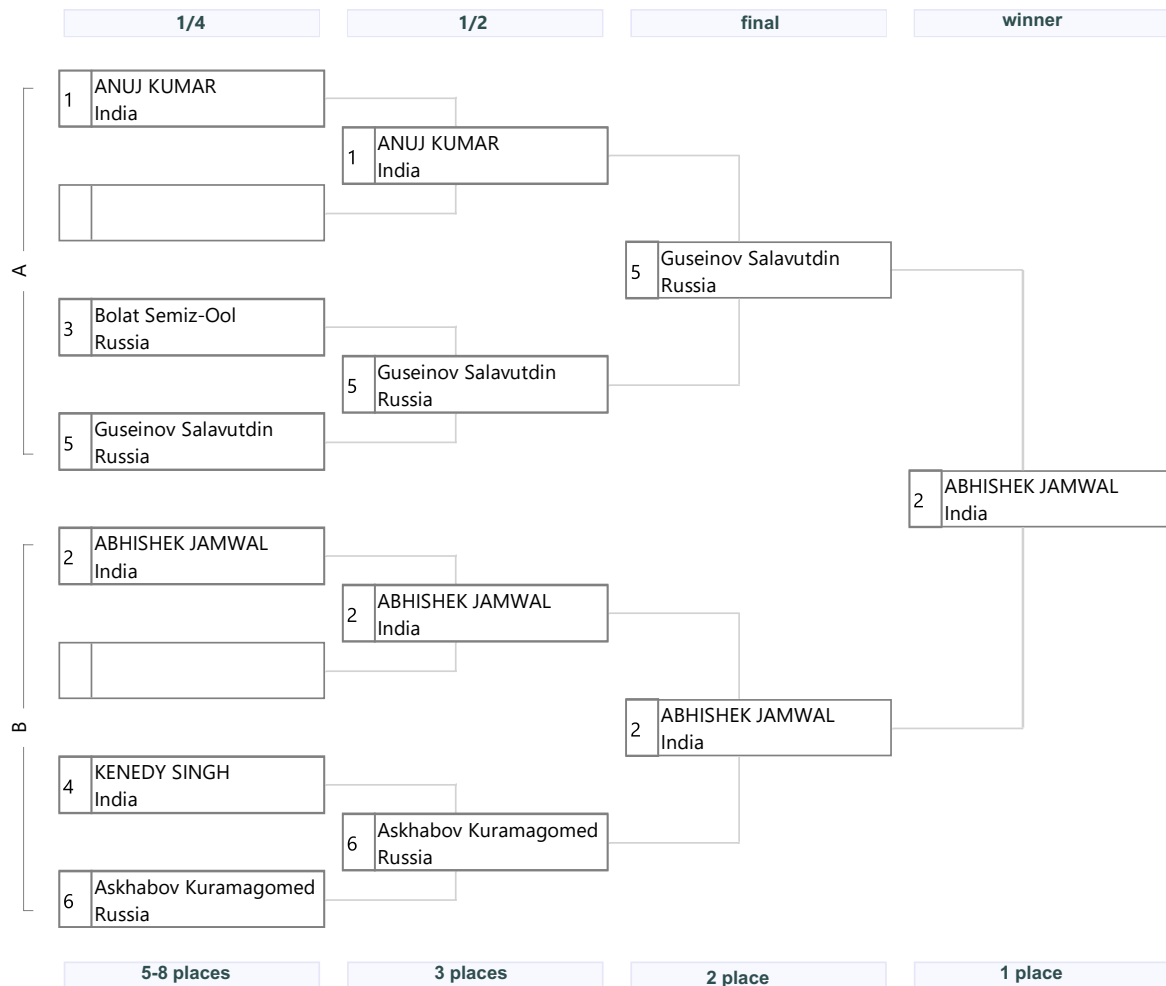 1/4
1/2
final
winner
A
1
ANUJ KUMAR
India
3
Bolat Semiz-Ool
Russia
5
Guseinov Salavutdin
Russia
B
2
ABHISHEK JAMWAL
India
4
KENEDY SINGH
India
6
Askhabov Kuramagomed
Russia
1
ANUJ KUMAR
India
5
Guseinov Salavutdin
Russia
2
ABHISHEK JAMWAL
India
6
Askhabov Kuramagomed
Russia
5
Guseinov Salavutdin
Russia
2
ABHISHEK JAMWAL
India
2
ABHISHEK JAMWAL
India
5-8 places
3 places
2 place
1 place